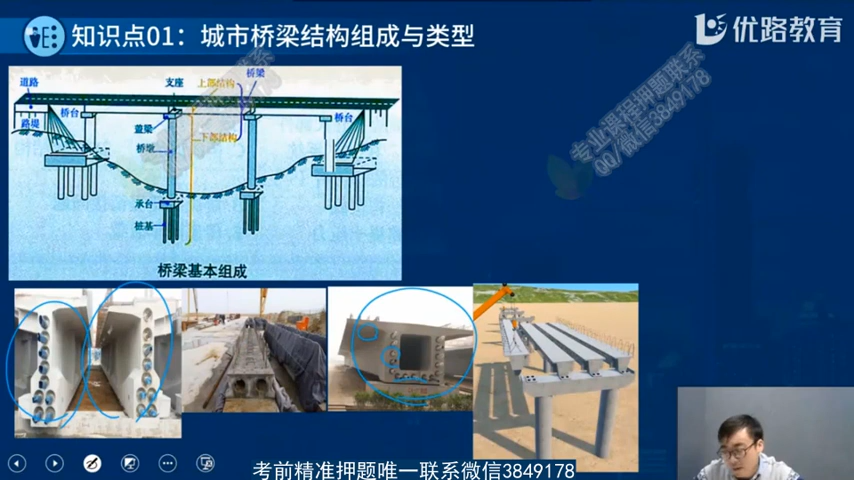 知识点01：城市桥梁结构组成与类型
优路教育
道路
支座
上部结构
桥梁
桥台
盖梁
桥台
路堤
桥墩
下部结构
承台
桩基
桥梁基本组成
专业课程押题联系
QQ/微信3849178
考前精准押题唯一联系微信3849178